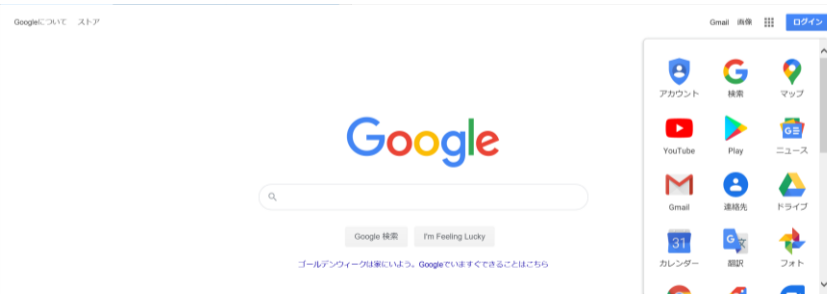 Googleについて ストア
Gmail 画像 ログイン
アカウント 検索 マップ
YouTube Play ニュース
Gmail 連絡先 ドライブ
31
カレンダー 翻訳 フォト
Google
Google 検索 I'm Feeling Lucky
ゴールデンウィークは家にいよう。Googleでいますぐできることはこちら